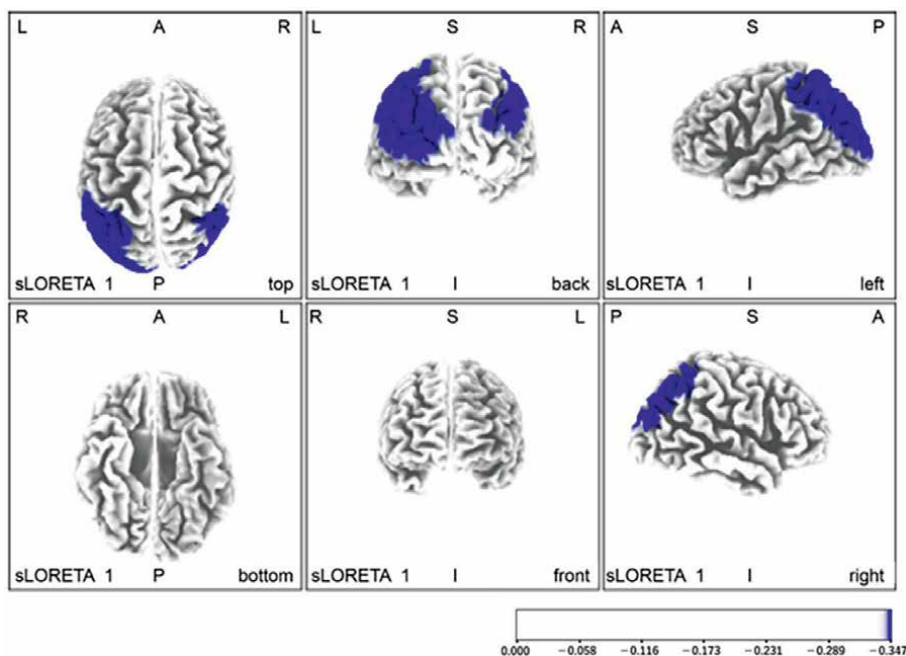 L A R
sLORETA 1 P top
L S R
sLORETA 1 I back
A S P
sLORETA 1 I left
R A L
sLORETA 1 P bottom
R S L
sLORETA 1 I front
P S A
sLORETA 1 I right
0.000 −0.058 −0.116 −0.173 −0.231 −0.289 −0.347